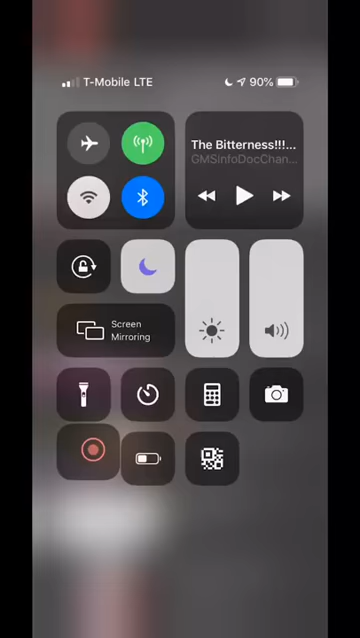 T-Mobile LTE
90%
The Bitterness!!!...
GMSinfoDocChan...
Screen
Mirroring